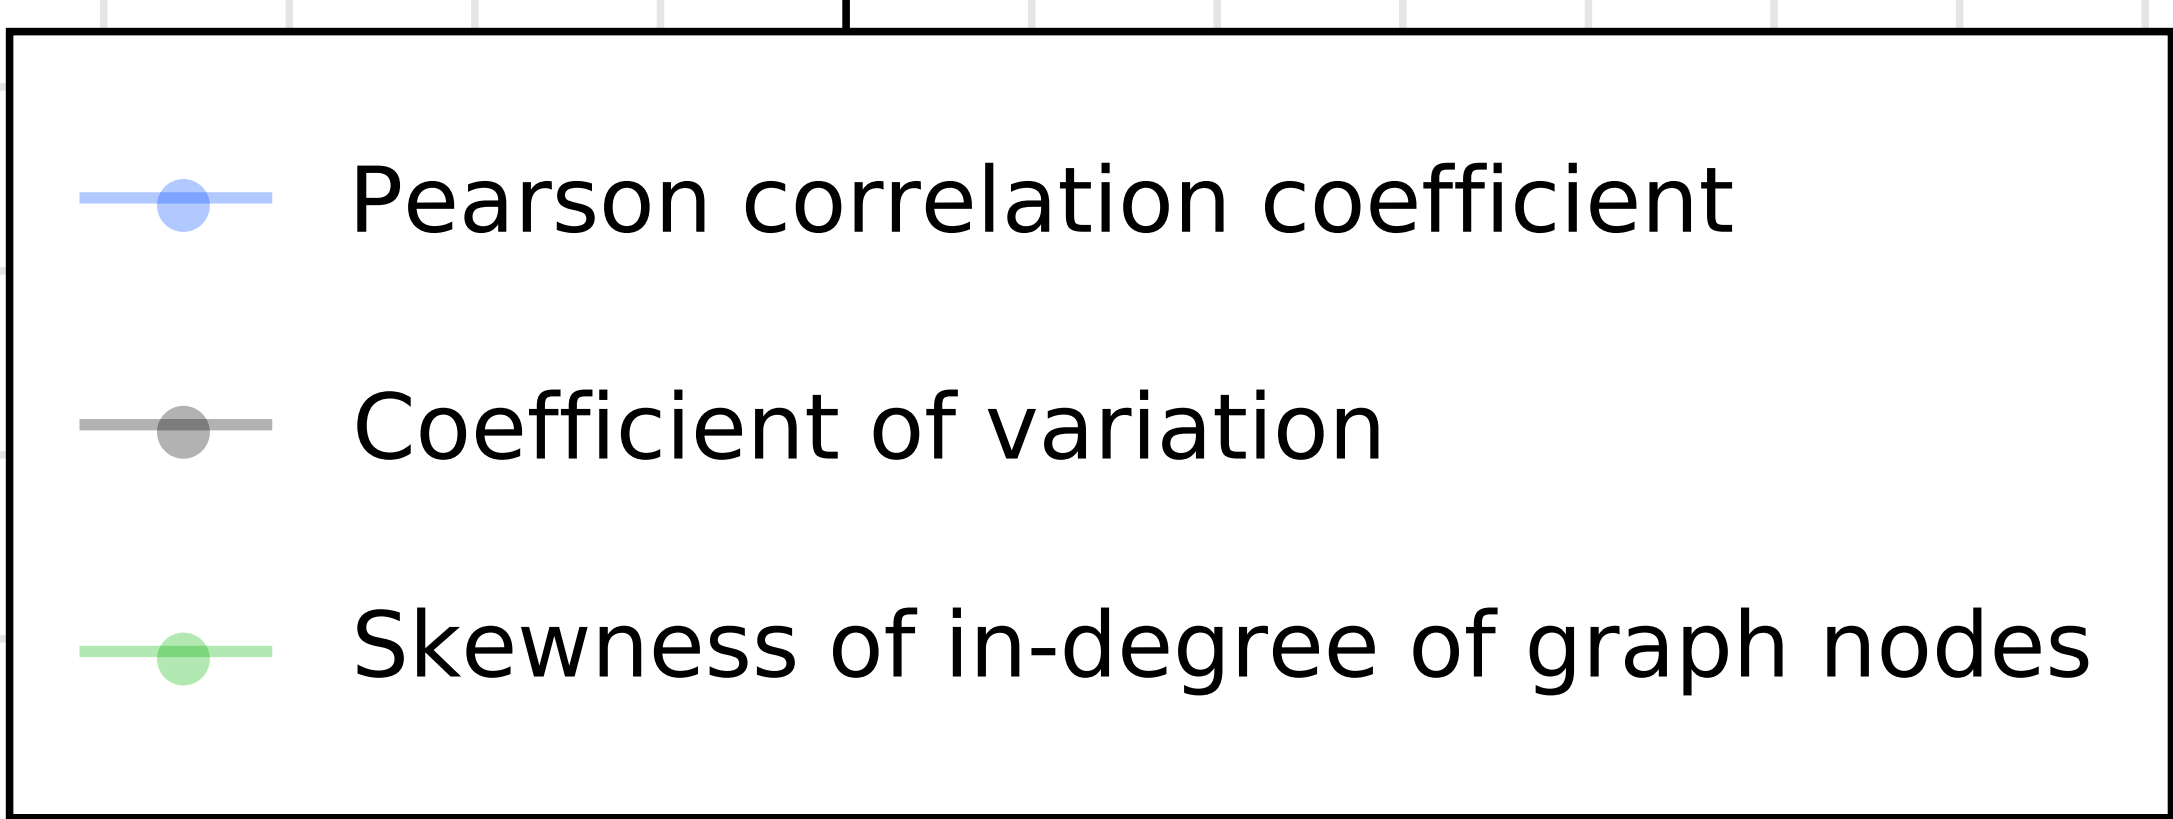 Pearson correlation coefficient
Coefficient of variation
Skewness of in-degree of graph nodes